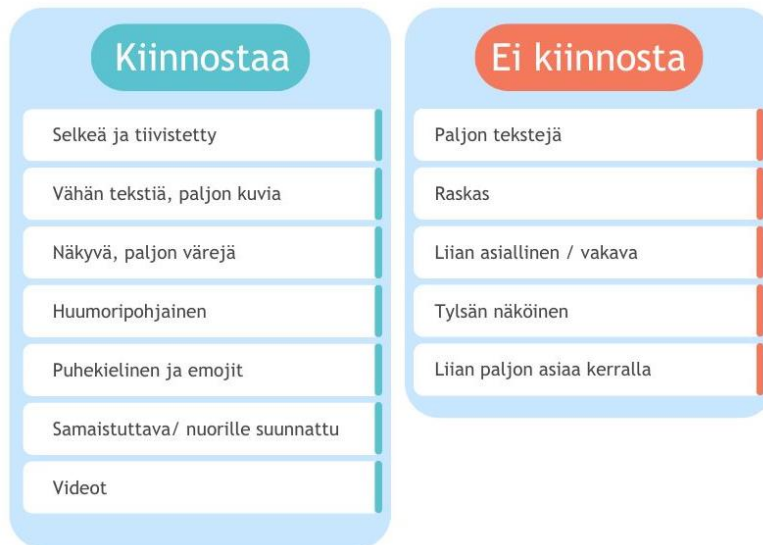 Kiinnostaa
Selkeä ja tiivistetty
Vähän tekstiä, paljon kuvia
Näkyvä, paljon värejä
Huumoripohjainen
Puhekielinen ja emojit
Samaistuttava/ nuorille suunnattu
Videot
Ei kiinnosta
Paljon tekstejä
Raskas
Liian asiallinen / vakava
Tylsän näköinen
Liian paljon asiaa kerralla